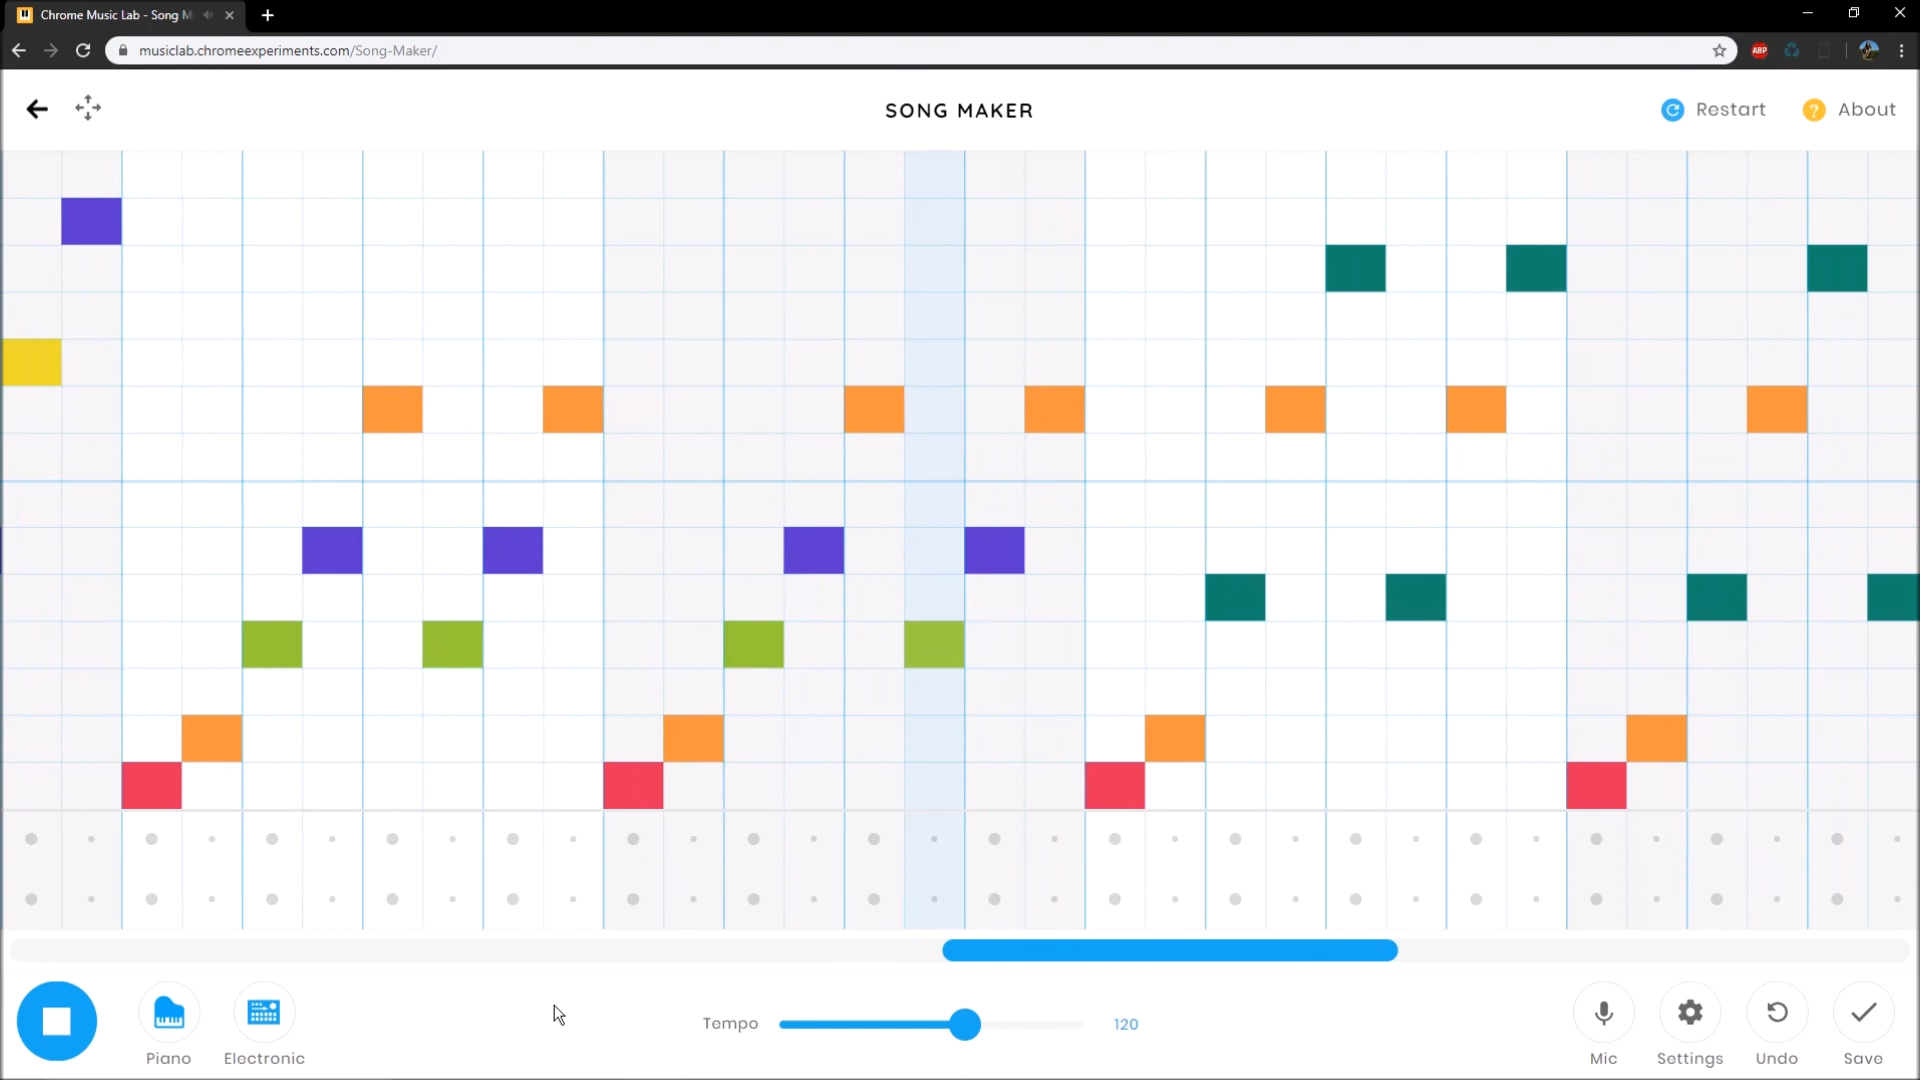 Chrome Music Lab - Song M
musiclab.chromeexperiments.com/Song-Maker/
ABP
SONG MAKER
Restart
? About
Piano
Electronic
Tempo
120
Mic
Settings
Undo
Save